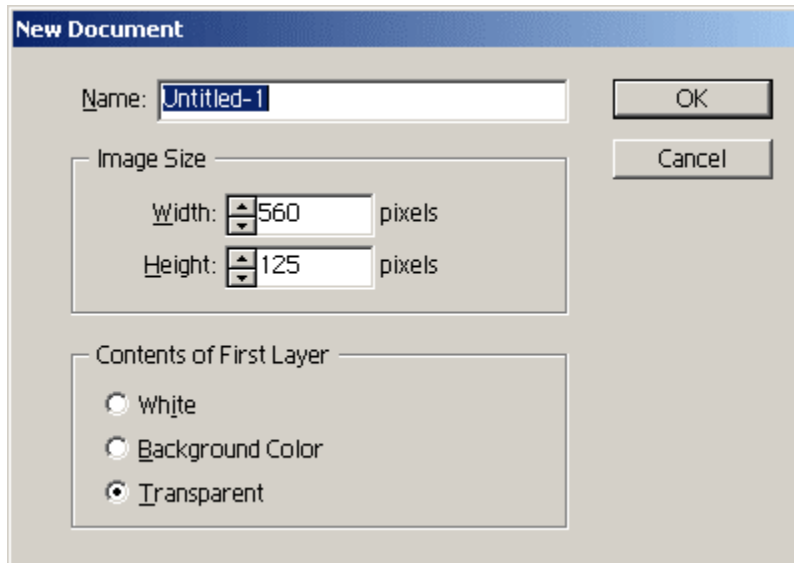 New Document
Name: Untitled-1
OK
Cancel
Image Size
Width: 560 pixels
Height: 125 pixels
Contents of First Layer
White
Background Color
Transparent